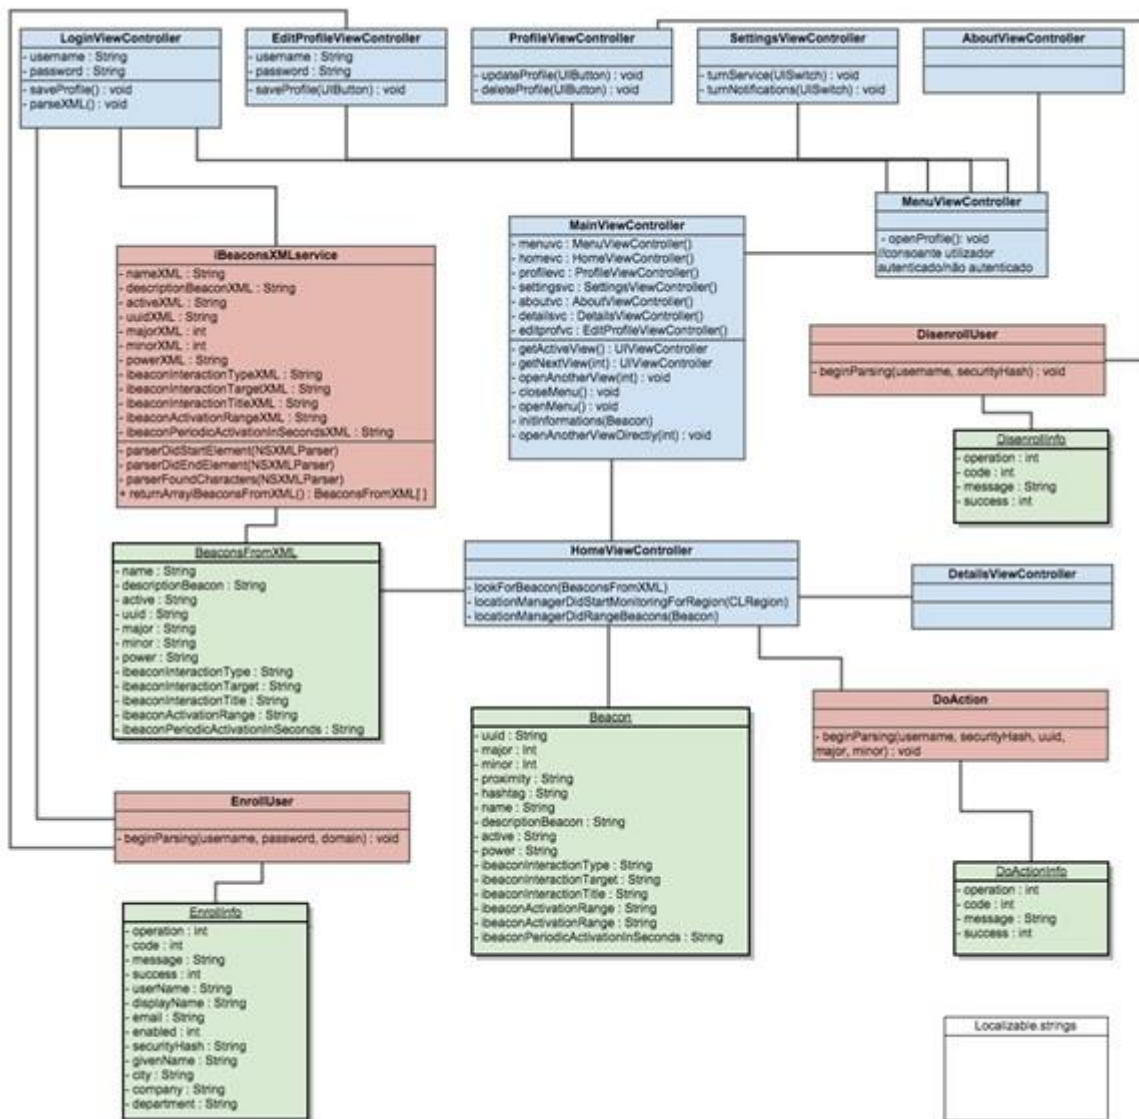 LoginViewController
- username : String
- password : String
- saveProfile() : void
- parseXML() : void
EditProfileViewController
- username : String
- password : String
- saveProfile(UIButton) : void
ProfileViewController
- updateProfile(UIButton) : void
- deleteProfile(UIButton) : void
SettingsViewController
- turnService(UISwitch) : void
- turnNotifications(UISwitch) : void
AboutViewController
MenuViewController
- openProfile(): void
//consoante utilizador
autenticado/não autenticado
MainViewController
- menuvc : MenuViewController()
- homevc : HomeViewController()
- profilevc : ProfileViewController()
- settingsvc : SettingsViewController()
- aboutvc : AboutViewController()
- detailsvc : DetailsViewController()
- editprofvc : EditProfileViewController()
- getActiveView() : UIViewController
- getNextView(int) : UIViewController
- openAnotherView(int) : void
- closeMenu() : void
- openMenu() : void
- initInformations(Beacon)
- openAnotherViewDirectly(int) : void
iBeaconsXMLservice
- nameXML : String
- descriptionBeaconXML : String
- activeXML : String
- uuidXML : String
- majorXML : int
- minorXML : int
- powerXML : String
- ibeaconInteractionTypeXML : String
- ibeaconInteractionTargetXML : String
- ibeaconInteractionTitleXML : String
- ibeaconActivationRangeXML : String
- ibeaconPeriodicActivationInSecondsXML : String
- parserDidStartElement(NSXMLParser)
- parserDidEndElement(NSXMLParser)
- parserFoundCharacters(NSXMLParser)
+ returnArrayiBeaconsFromXML() : BeaconsFromXML[ ]
DisenrollUser
- beginParsing(username, securityHash) : void
DisenrollInfo
- operation : int
- code : int
- message : String
- success : int
BeaconsFromXML
- name : String
- descriptionBeacon : String
- active : String
- uuid : String
- major : String
- minor : String
- power : String
- ibeaconInteractionType : String
- ibeaconInteractionTarget : String
- ibeaconInteractionTitle : String
- ibeaconActivationRange : String
- ibeaconPeriodicActivationInSeconds : String
HomeViewController
- lookForBeacon(BeaconsFromXML)
- locationManagerDidStartMonitoringForRegion(CLRegion)
- locationManagerDidRangeBeacons(Beacon)
DetailsViewController
DoAction
- beginParsing(username, securityHash, uuid,
major, minor) : void
Beacon
- uuid : String
- major : Int
- minor : Int
- proximity : String
- hashtag : String
- name : String
- descriptionBeacon : String
- active : String
- power : String
- ibeaconInteractionType : String
- ibeaconInteractionTarget : String
- ibeaconInteractionTitle : String
- ibeaconActivationRange : String
- ibeaconActivationRange : String
- ibeaconPeriodicActivationInSeconds : String
EnrollUser
- beginParsing(username, password, domain) : void
DoActionInfo
- operation : int
- code : int
- message : String
- success : int
EnrollInfo
- operation : int
- code : int
- message : String
- success : int
- userName : String
- displayName : String
- email : String
- enabled : int
- securityHash : String
- givenName : String
- city : String
- company : String
- department : String
Localizable.strings